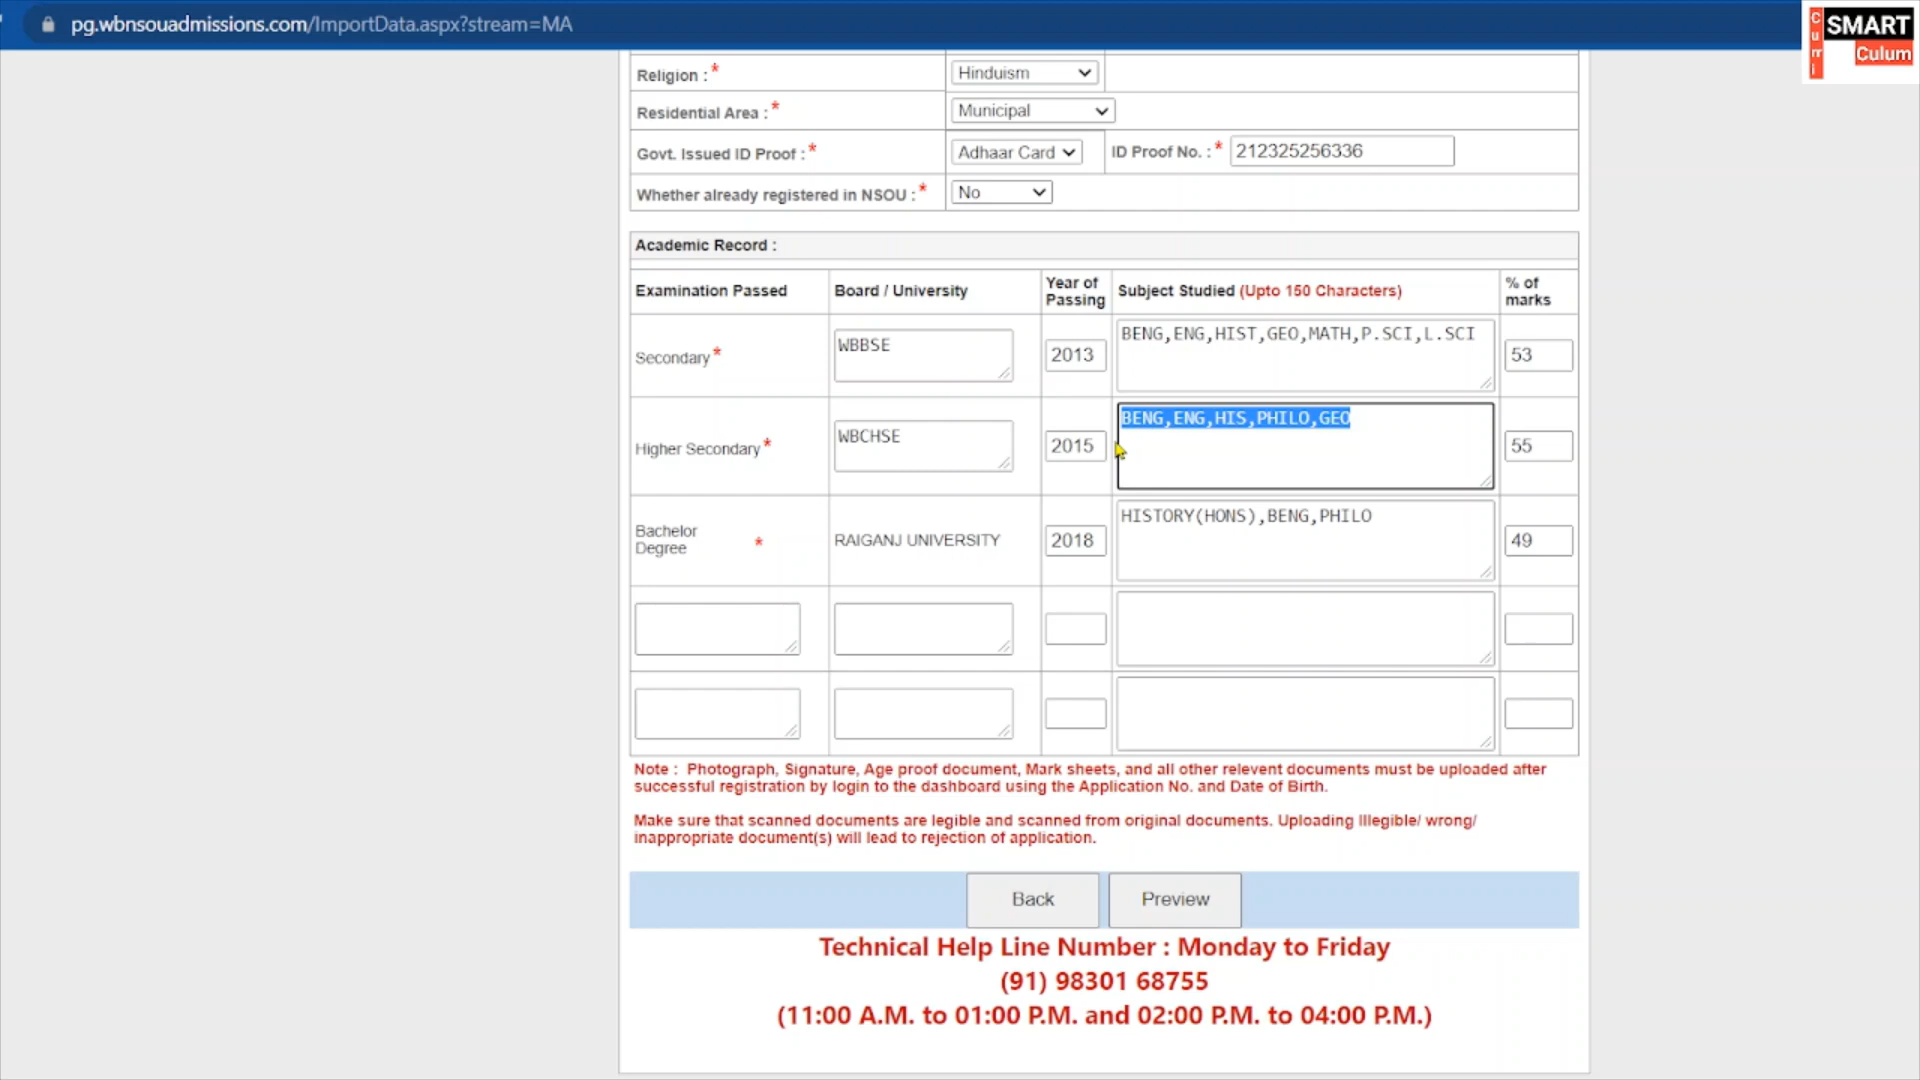 pg.wbnsouadmissions.com/ImportData.aspx?stream=MA
Curri
SMART
Culum
Religion : *
Hinduism
Residential Area : *
Municipal
Govt. Issued ID Proof : *
Adhaar Card
ID Proof No. : *
212325256336
Whether already registered in NSOU : *
No
Academic Record :
Examination Passed
Board / University
Year of
Passing
Subject Studied (Upto 150 Characters)
% of
marks
Secondary *
WBBSE
2013
BENG,ENG,HIST,GEO,MATH,P.SCI,L.SCI
53
Higher Secondary *
WBCHSE
2015
BENG,ENG,HIS,PHILO,GEO
55
Bachelor
Degree *
RAIGANJ UNIVERSITY
2018
HISTORY(HONS),BENG,PHILO
49
Note : Photograph, Signature, Age proof document, Mark sheets, and all other relevent documents must be uploaded after
successful registration by login to the dashboard using the Application No. and Date of Birth.
Make sure that scanned documents are legible and scanned from original documents. Uploading Illegible/ wrong/
inappropriate document(s) will lead to rejection of application.
Back
Preview
Technical Help Line Number : Monday to Friday
(91) 98301 68755
(11:00 A.M. to 01:00 P.M. and 02:00 P.M. to 04:00 P.M.)